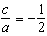 c/a = -1/2